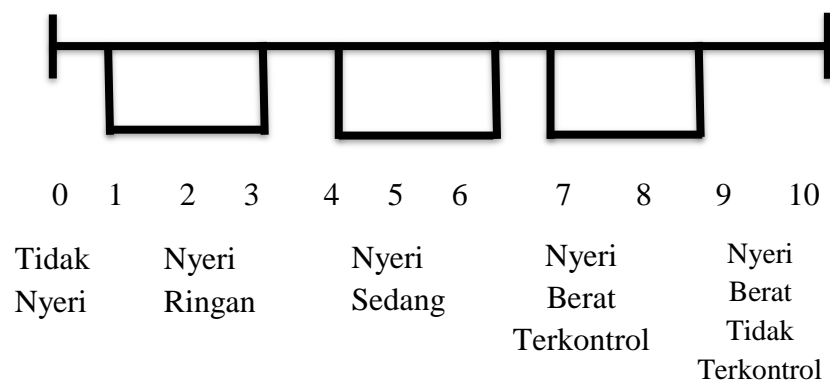 0 1 2 3 4 5 6 7 8 9 10
Tidak
Nyeri
Nyeri
Ringan
Nyeri
Sedang
Nyeri
Berat
Terkontrol
Nyeri
Berat
Tidak
Terkontrol